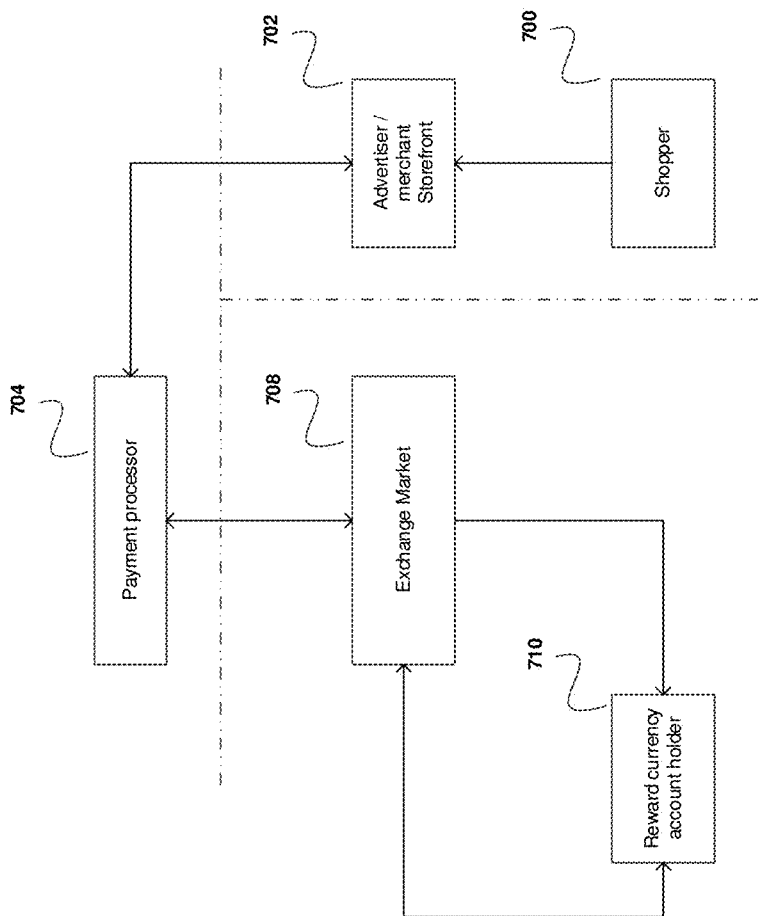 704
Payment processor
708
Exchange Market
710
Reward currency
account holder
702
Advertiser /
merchant
Storefront
700
Shopper